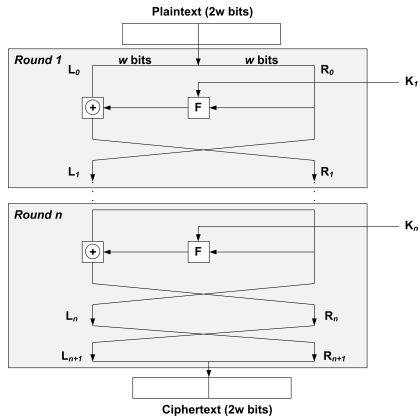 Plaintext (2w bits)
Round 1
L0
w bits
w bits
R0
K1
+
F
L1
R1
Round n
Kn
+
F
Ln
Rn
Ln+1
Rn+1
Ciphertext (2w bits)